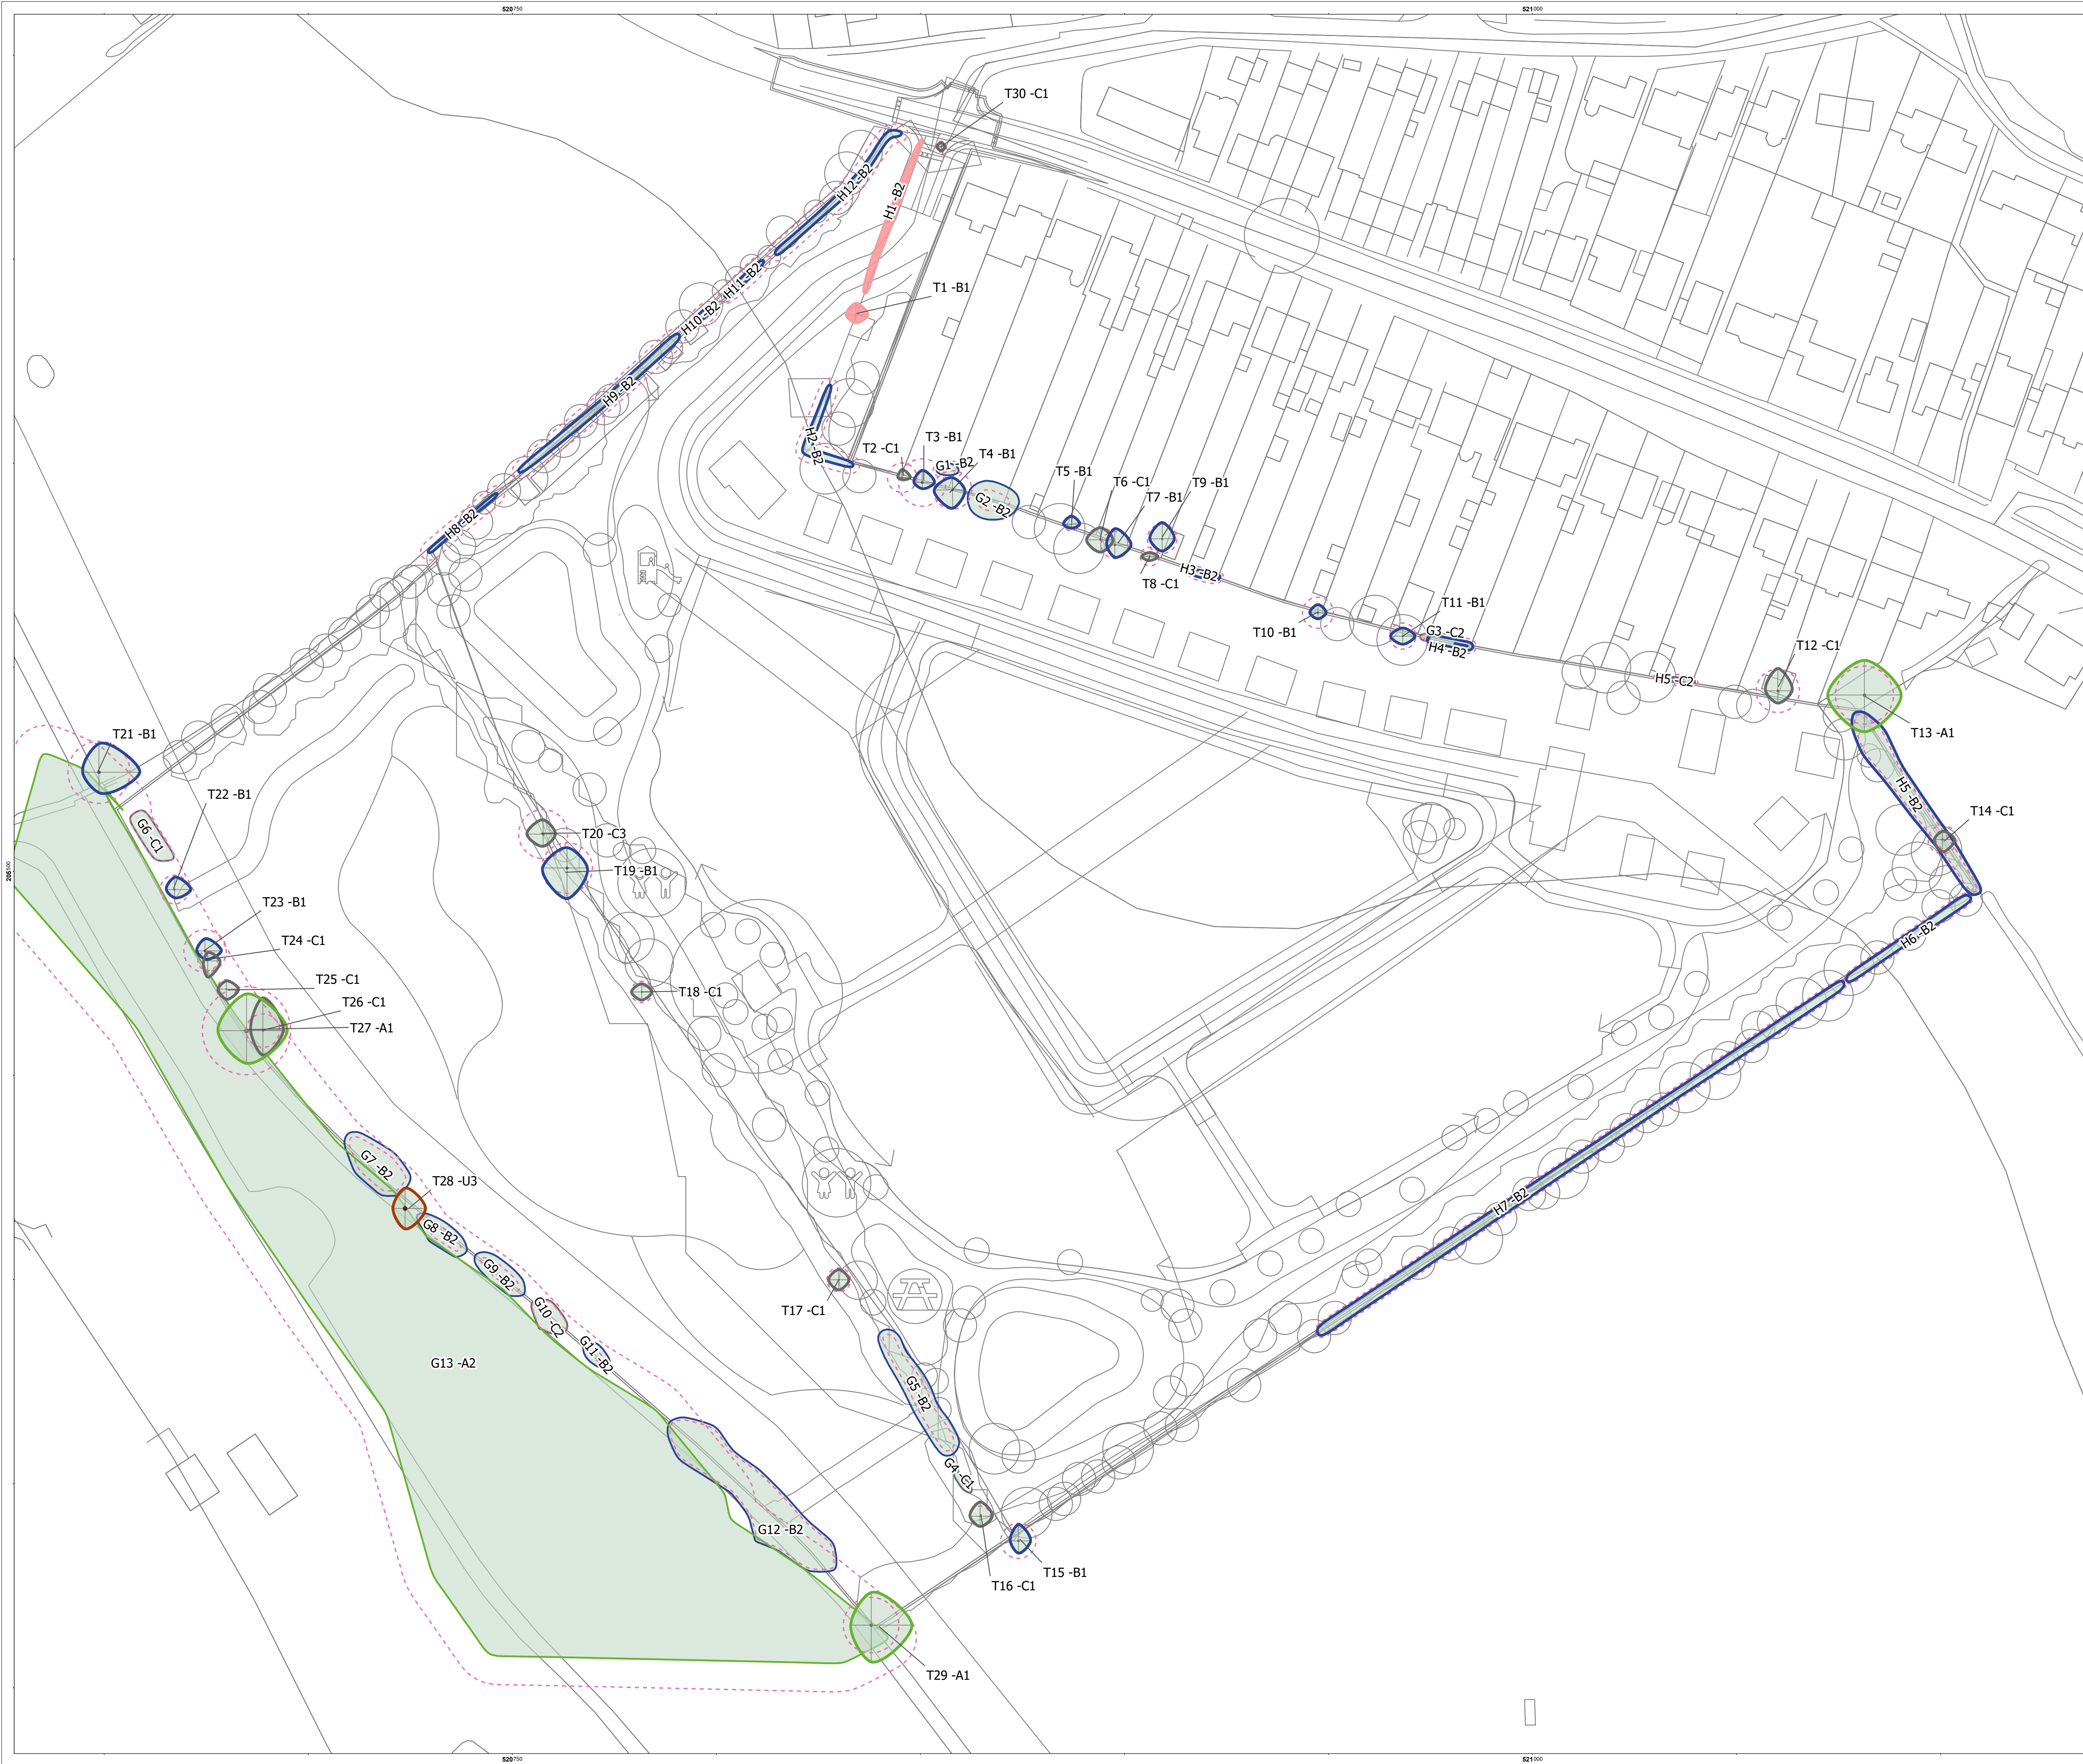 520750
521000
T30 -C1
H12 -B2
H1 -B2
H11 -B2
T1 -B1
H10 -B2
H9 -B2
H2 -B2
T2 -C1
T3 -B1
G1 -B2
T4 -B1
G2 -B2
T5 -B1
T6 -C1
T7 -B1
T9 -B1
H8 -B2
T8 -C1
H3 -B2
T10 -B1
T11 -B1
G3 -C2
H4 -B2
T12 -C1
H5 -C2
T13 -A1
T21 -B1
H5 -B2
T22 -B1
G6 -C1
T14 -C1
T20 -C3
T19 -B1
205500
T23 -B1
T24 -C1
H6 -B2
T25 -C1
T18 -C1
T26 -C1
T27 -A1
G7 -B2
T28 -U3
H7 -B2
G8 -B2
G9 -B2
G10 -C2
T17 -C1
G11 -B2
G13 -A2
G5 -B2
G4 -C1
G12 -B2
T15 -B1
T16 -C1
T29 -A1
520750
521000